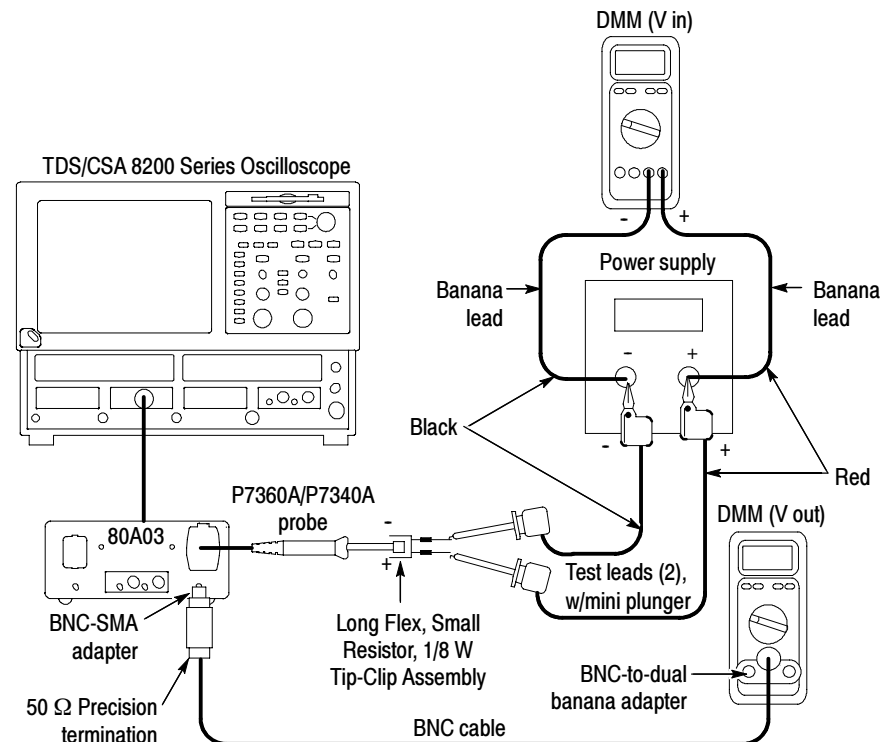 DMM (V in)
TDS/CSA 8200 Series Oscilloscope
- +
Power supply
Banana
lead
Banana
lead
- +
Black
- +
Red
P7360A/P7340A
probe
80A03
-
+
DMM (V out)
Test leads (2),
w/mini plunger
BNC-SMA
adapter
Long Flex, Small
Resistor, 1/8 W
Tip-Clip Assembly
BNC-to-dual
banana adapter
50 Ω Precision
termination
BNC cable